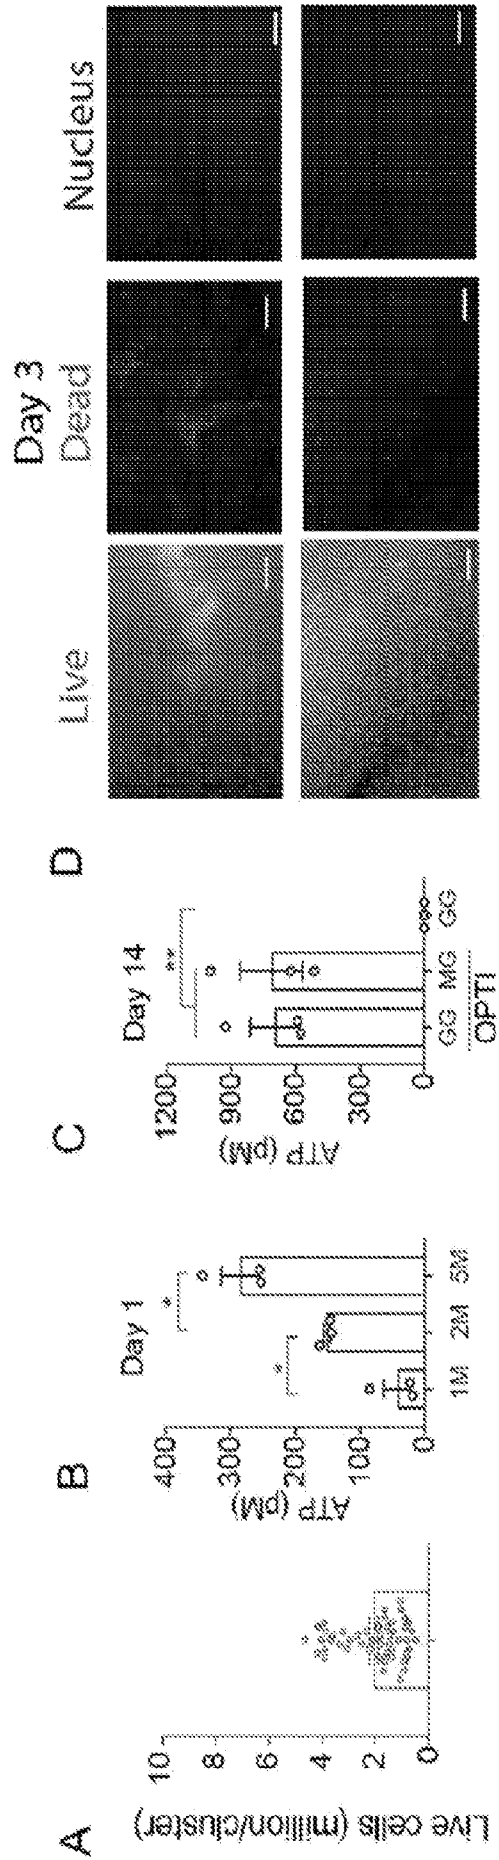 A
Live cells (million/cluster)
10
8
6
4
2
0
B
Day 1
ATP (pM)
400
300
200
100
0
*
*
1M 2M 5M
C
Day 14
ATP (pM)
1200
900
600
300
0
**
GG MG GG
OPTI
D
Day 3
Live Dead Nucleus